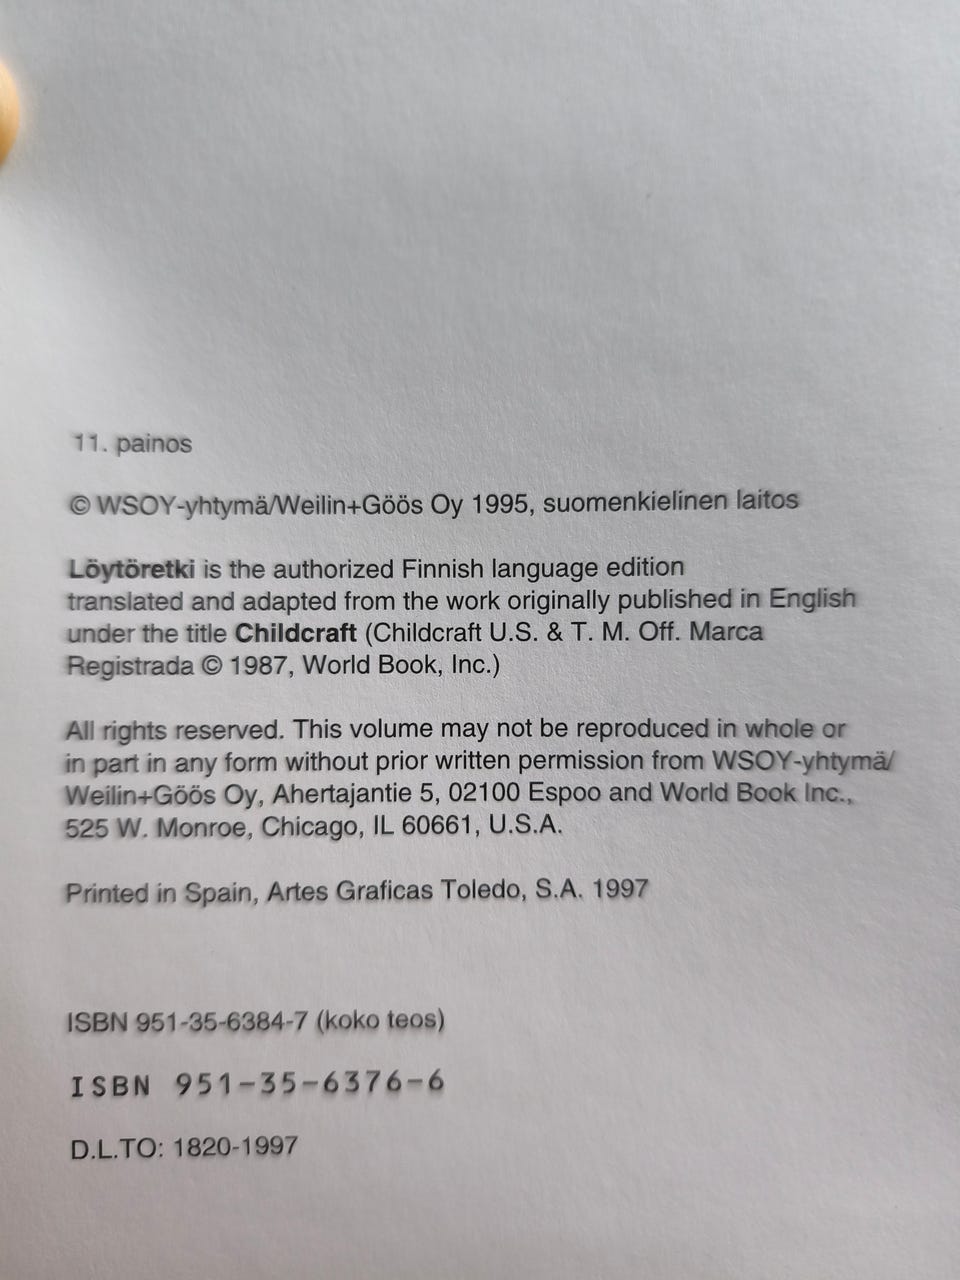 11. painos
© WSOY-yhtymä/Weilin+Göös Oy 1995, suomenkielinen laitos
Löytöretki is the authorized Finnish language edition
translated and adapted from the work originally published in English
under the title Childcraft (Childcraft U.S. & T. M. Off. Marca
Registrada © 1987, World Book, Inc.)
All rights reserved. This volume may not be reproduced in whole or
in part in any form without prior written permission from WSOY-yhtymä/
Weilin+Göös Oy, Ahertajantie 5, 02100 Espoo and World Book Inc.,
525 W. Monroe, Chicago, IL 60661, U.S.A.
Printed in Spain, Artes Graficas Toledo, S.A. 1997
ISBN 951-35-6384-7 (koko teos)
ISBN 951-35-6376-6
D.L.TO: 1820-1997